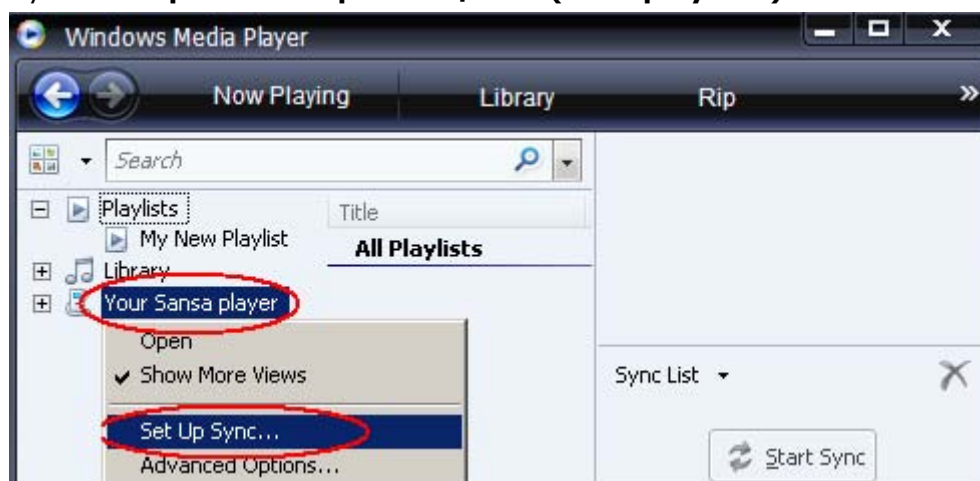 Windows Media Player
Now Playing Library Rip »
Search
Playlists Title
My New Playlist All Playlists
Library
Your Sansa player
Open
Show More Views
Sync List
Set Up Sync...
Start Sync
Advanced Options...